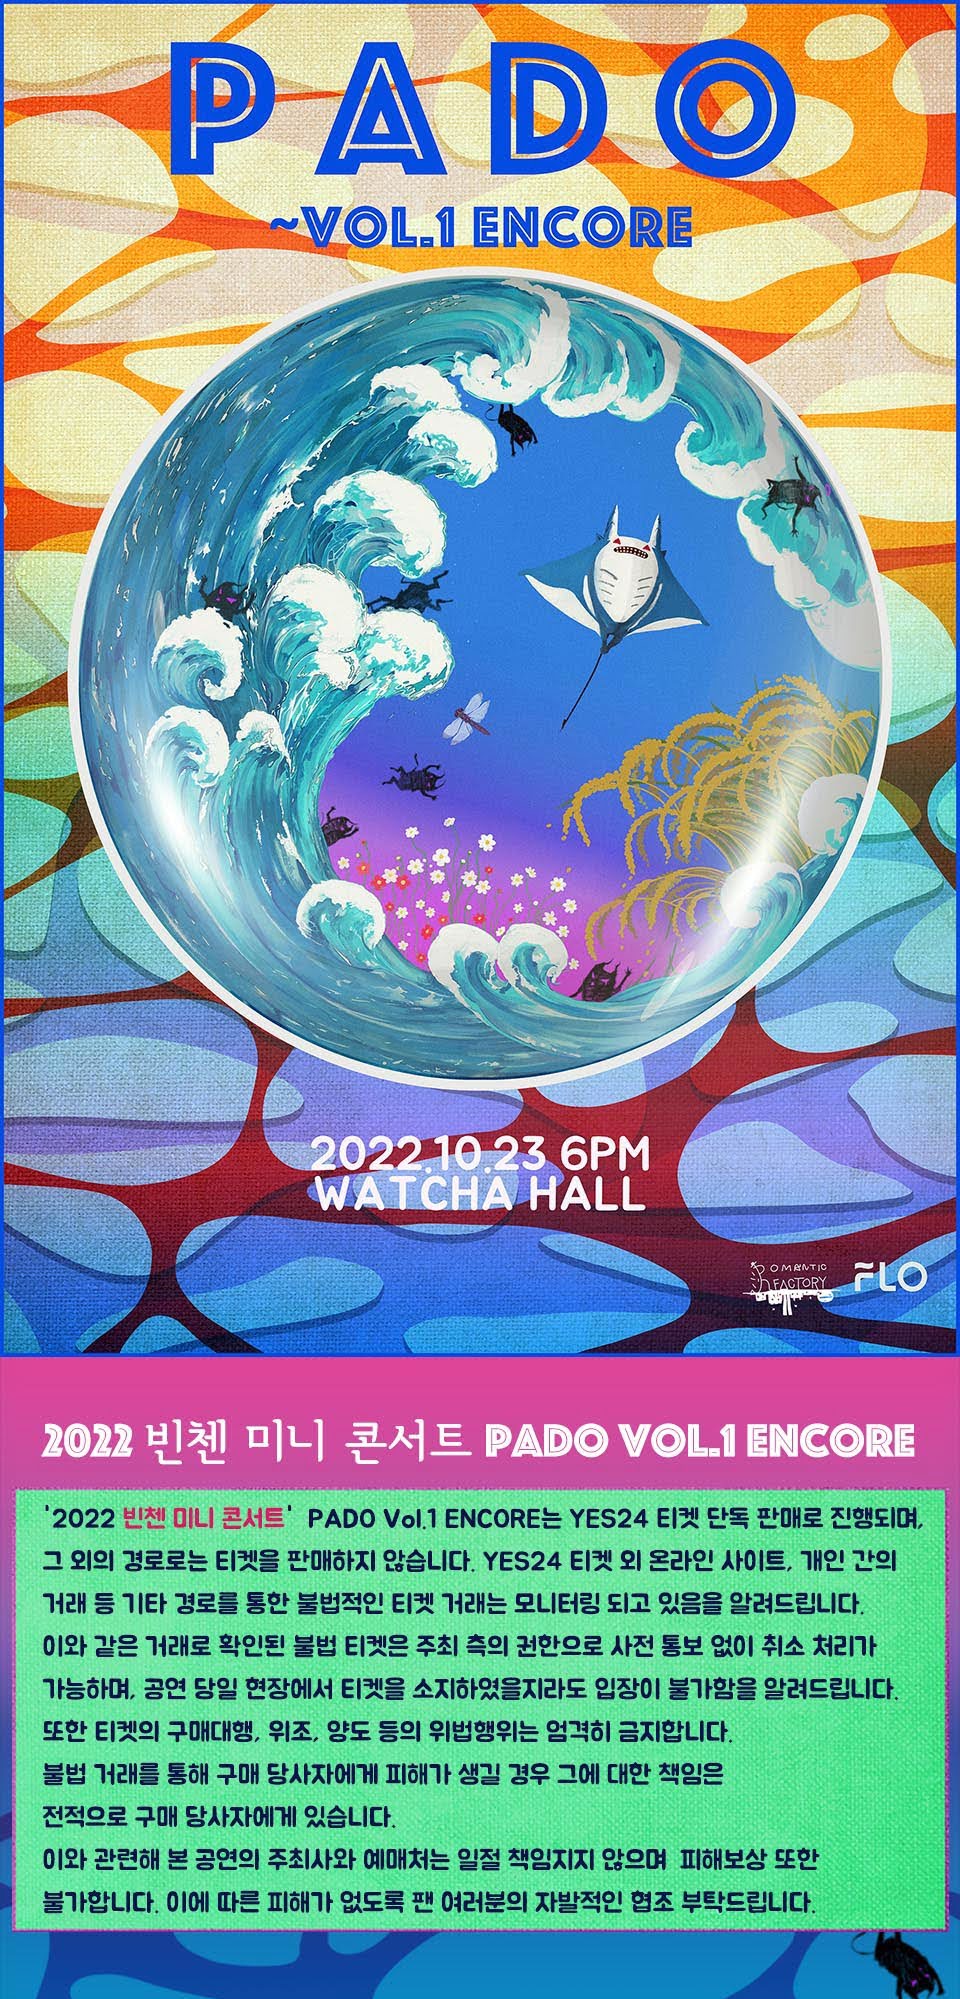 PADO
~VOL.1 ENCORE
2022.10.23 6PM
WATCHA HALL
ROMANTIC
FACTORY
FLO
2022 빈첸 미니 콘서트 PADO VOL.1 ENCORE
'2022 빈첸 미니 콘서트' PADO Vol.1 ENCORE는 YES24 티켓 단독 판매로 진행되며,
그 외의 경로로는 티켓을 판매하지 않습니다. YES24 티켓 외 온라인 사이트, 개인 간의
거래 등 기타 경로를 통한 불법적인 티켓 거래는 모니터링 되고 있음을 알려드립니다.
이와 같은 거래로 확인된 불법 티켓은 주최 측의 권한으로 사전 통보 없이 취소 처리가
가능하며, 공연 당일 현장에서 티켓을 소지하였을지라도 입장이 불가함을 알려드립니다.
또한 티켓의 구매대행, 위조, 양도 등의 위법행위는 엄격히 금지합니다.
불법 거래를 통해 구매 당사자에게 피해가 생길 경우 그에 대한 책임은
전적으로 구매 당사자에게 있습니다.
이와 관련해 본 공연의 주최사와 예매처는 일절 책임지지 않으며 피해보상 또한
불가합니다. 이에 따른 피해가 없도록 팬 여러분의 자발적인 협조 부탁드립니다.